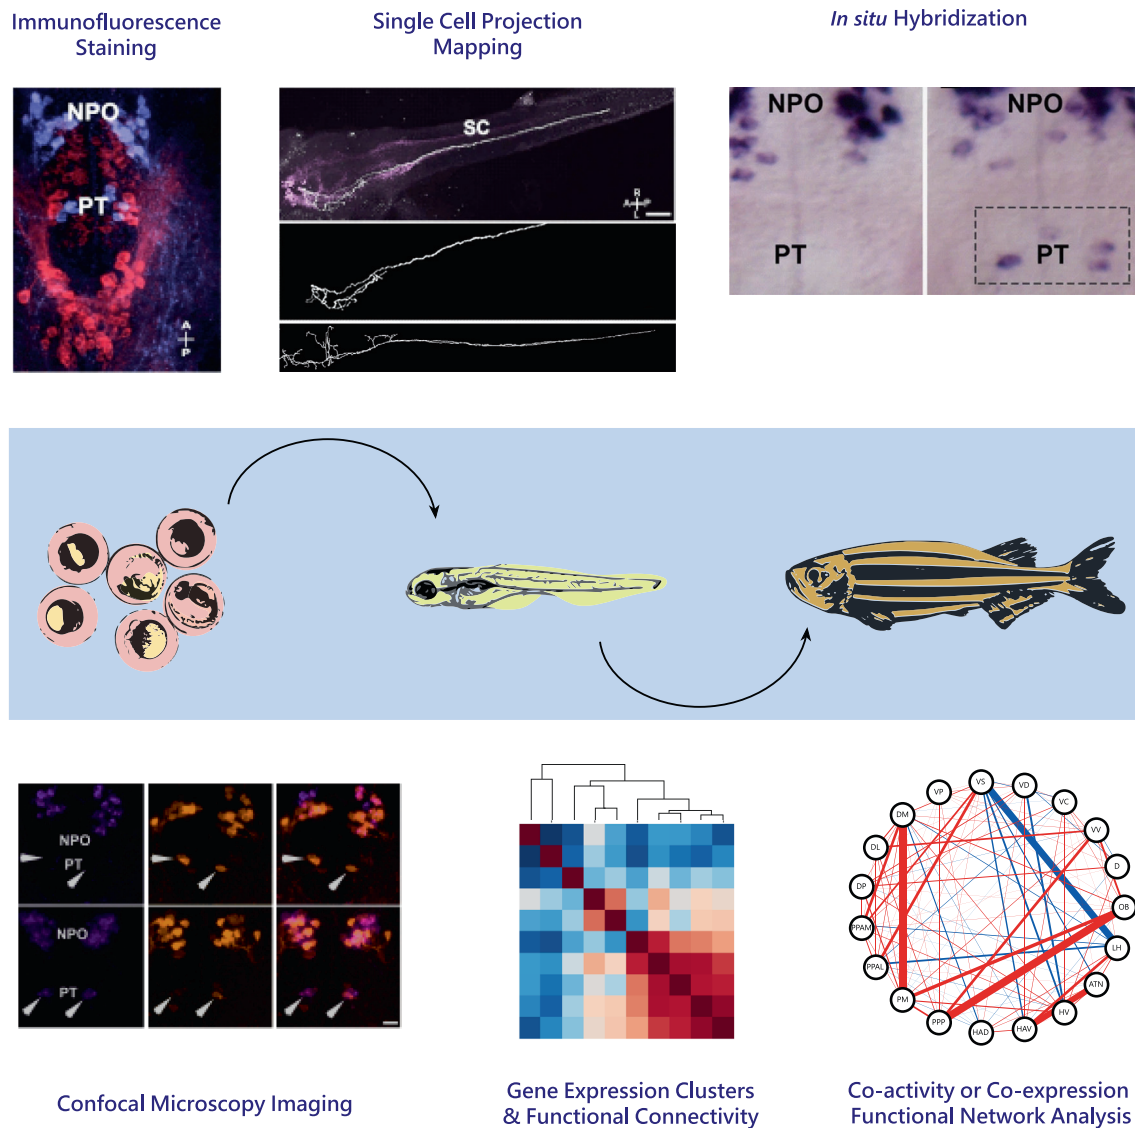 Immunofluorescence
Staining
Single Cell Projection
Mapping
In situ Hybridization
NPO
PT
A
P
SC
R
A P
L
NPO
PT
NPO
PT
NPO
PT
NPO
PT
VS
VD
VP
VC
DM
VV
DL
D
DP
OB
PPAM
LH
PPAL
ATN
PM
HV
PPP
HAD
HAV
Confocal Microscopy Imaging
Gene Expression Clusters
& Functional Connectivity
Co-activity or Co-expression
Functional Network Analysis